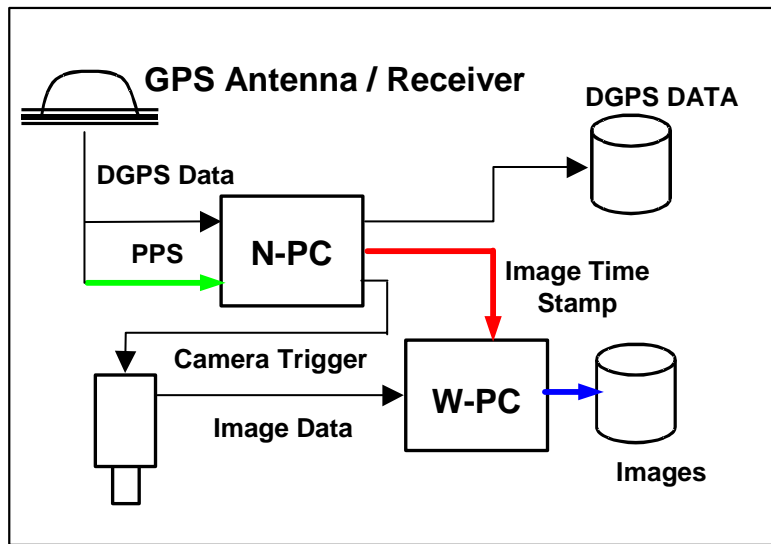 GPS Antenna / Receiver
DGPS DATA
DGPS Data
PPS
N-PC
Image Time
Stamp
Camera Trigger
W-PC
Image Data
Images